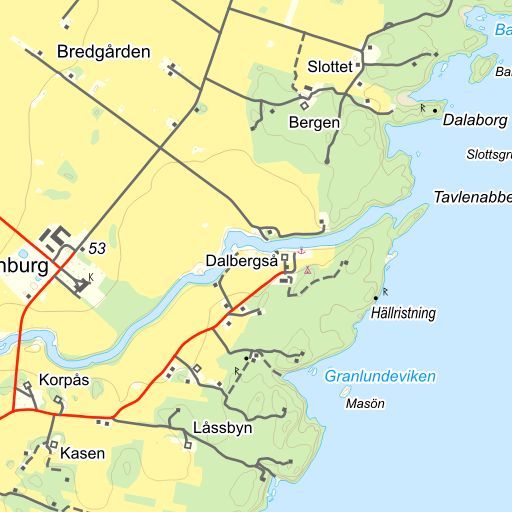 Ba
Bredgården
Slottet
Ba
Bergen
Dalaborg
Slottsgr
Tavlenabbe
53
nburg
Dalbergså
K
R
R
Hällristning
R
Korpås
Granlundeviken
Masön
Låssbyn
Kasen